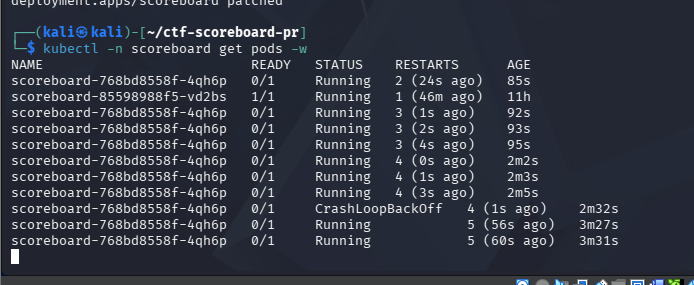 deployment.apps/scoreboard patched
┌──(kali㉿kali)-[~/ctf-scoreboard-pr]
└─$ kubectl -n scoreboard get pods -w
NAME                          READY   STATUS    RESTARTS      AGE
scoreboard-768bd8558f-4qh6p   0/1     Running   2 (24s ago)   85s
scoreboard-85598988f5-vd2bs   1/1     Running   1 (46m ago)   11h
scoreboard-768bd8558f-4qh6p   0/1     Running   3 (1s ago)    92s
scoreboard-768bd8558f-4qh6p   0/1     Running   3 (2s ago)    93s
scoreboard-768bd8558f-4qh6p   0/1     Running   3 (4s ago)    95s
scoreboard-768bd8558f-4qh6p   0/1     Running   4 (0s ago)    2m2s
scoreboard-768bd8558f-4qh6p   0/1     Running   4 (1s ago)    2m3s
scoreboard-768bd8558f-4qh6p   0/1     Running   4 (3s ago)    2m5s
scoreboard-768bd8558f-4qh6p   0/1     CrashLoopBackOff   4 (1s ago)    2m32s
scoreboard-768bd8558f-4qh6p   0/1     Running            5 (56s ago)   3m27s
scoreboard-768bd8558f-4qh6p   0/1     Running            5 (60s ago)   3m31s